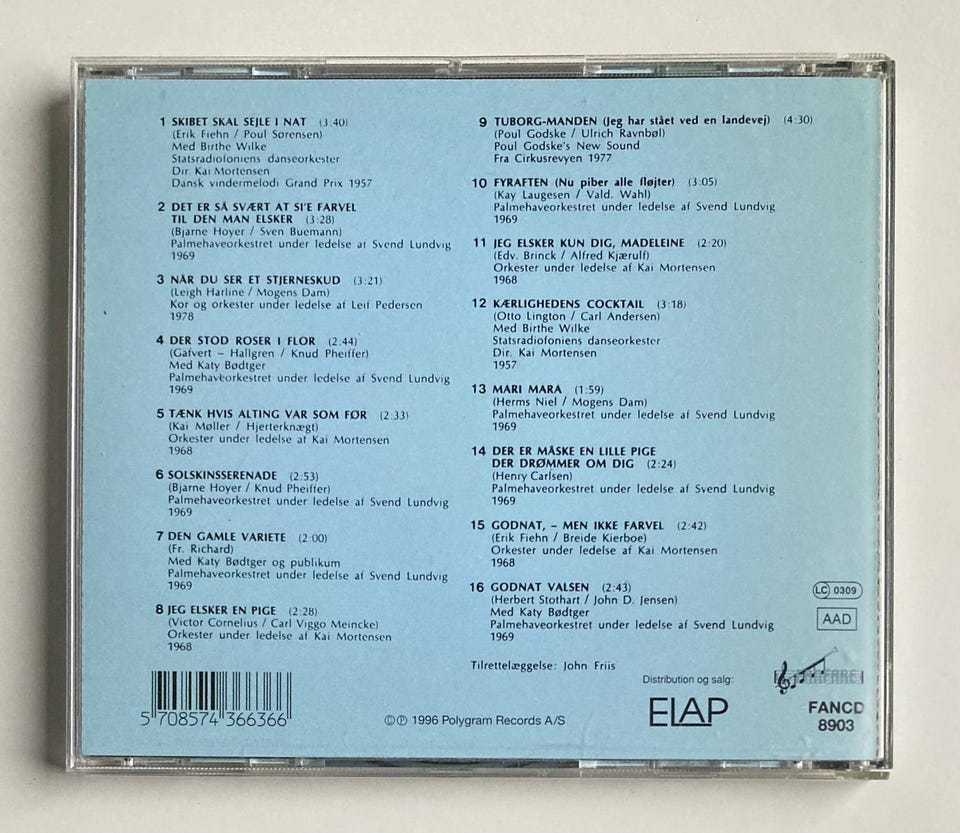 1 SKIBET SKAL SEJLE I NAT (3:40)
(Erik Fiehn / Poul Sørensen)
Med Birthe Wilke
Statsradiofoniens danseorkester
Dir. Kai Mortensen
Dansk vindermelodi Grand Prix 1957
2 DET ER SÅ SVÆRT AT SI'E FARVEL
TIL DEN MAN ELSKER (3:28)
(Bjarne Hoyer / Sven Buemann)
Palmehaveorkestret under ledelse af Svend Lundvig
1969
3 NÅR DU SER ET STJERNESKUD (3:21)
(Leigh Harline / Mogens Dam)
Kor og orkester under ledelse af Leif Pedersen
1978
4 DER STOD ROSER I FLOR (2:44)
(Gäfvert – Hallgren / Knud Pheiffer)
Med Katy Bødtger
Palmehaveorkestret under ledelse af Svend Lundvig
1969
5 TÆNK HVIS ALTING VAR SOM FØR (2:33)
(Kai Møller / Hjerterknægt)
Orkester under ledelse af Kai Mortensen
1968
6 SOLSKINSSERENADE (2:53)
(Bjarne Hoyer / Knud Pheiffer)
Palmehaveorkestret under ledelse af Svend Lundvig
1969
7 DEN GAMLE VARIETE (2:00)
(Fr. Richard)
Med Katy Bødtger og publikum
Palmehaveorkestret under ledelse af Svend Lundvig
1969
8 JEG ELSKER EN PIGE (2:28)
(Victor Cornelius / Carl Viggo Meincke)
Orkester under ledelse af Kai Mortensen
1968
9 TUBORG-MANDEN (Jeg har stået ved en landevej) (4:30)
(Poul Godske / Ulrich Ravnbøl)
Poul Godske's New Sound
Fra Cirkusrevyen 1977
10 FYRAFTEN (Nu piber alle fløjter) (3:05)
(Kay Laugesen / Vald. Wahl)
Palmehaveorkestret under ledelse af Svend Lundvig
1969
11 JEG ELSKER KUN DIG, MADELEINE (2:20)
(Edv. Brinck / Alfred Kjærulf)
Orkester under ledelse af Kai Mortensen
1968
12 KÆRLIGHEDENS COCKTAIL (3:18)
(Otto Lington / Carl Andersen)
Med Birthe Wilke
Statsradiofoniens danseorkester
Dir. Kai Mortensen
1957
13 MARI MARA (1:59)
(Herms Niel / Mogens Dam)
Palmehaveorkestret under ledelse af Svend Lundvig
1969
14 DER ER MÅSKE EN LILLE PIGE
DER DRØMMER OM DIG (2:24)
(Henry Carlsen)
Palmehaveorkestret under ledelse af Svend Lundvig
1969
15 GODNAT, – MEN IKKE FARVEL (2:42)
(Erik Fiehn / Breide Kierboe)
Orkester under ledelse af Kai Mortensen
1968
16 GODNAT VALSEN (2:43)
(Herbert Stothart / John D. Jensen)
Med Katy Bødtger
Palmehaveorkestret under ledelse af Svend Lundvig
1969
Tilrettelæggelse: John Friis
LC 0309
AAD
Distribution og salg:
ELAP
FANFARE
FANCD
8903
5 708574 366366
©℗ 1996 Polygram Records A/S